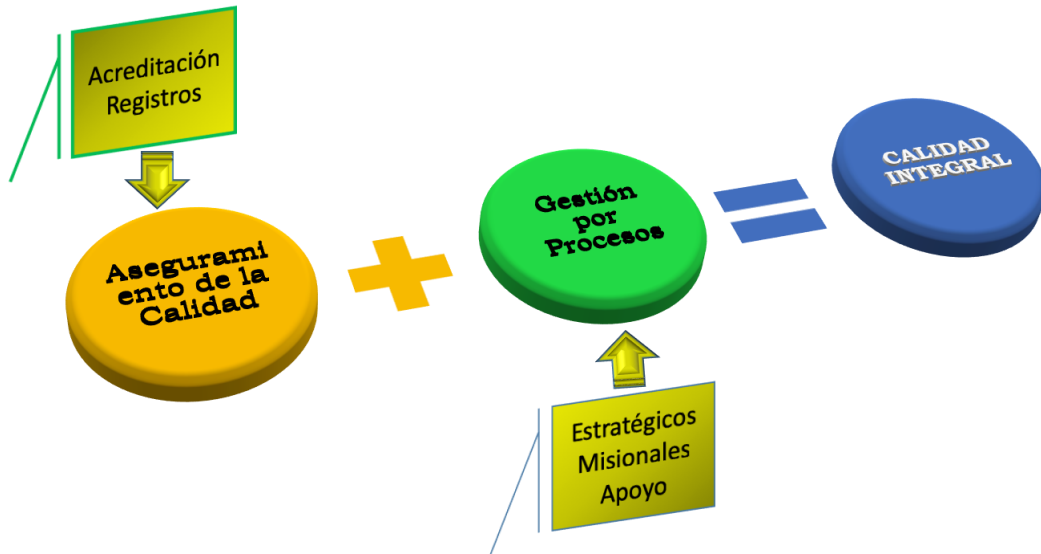 Acreditación
Registros
Asegurami
ento de la
Calidad
Gestión
por
Procesos
CALIDAD
INTEGRAL
Estratégicos
Misionales
Apoyo